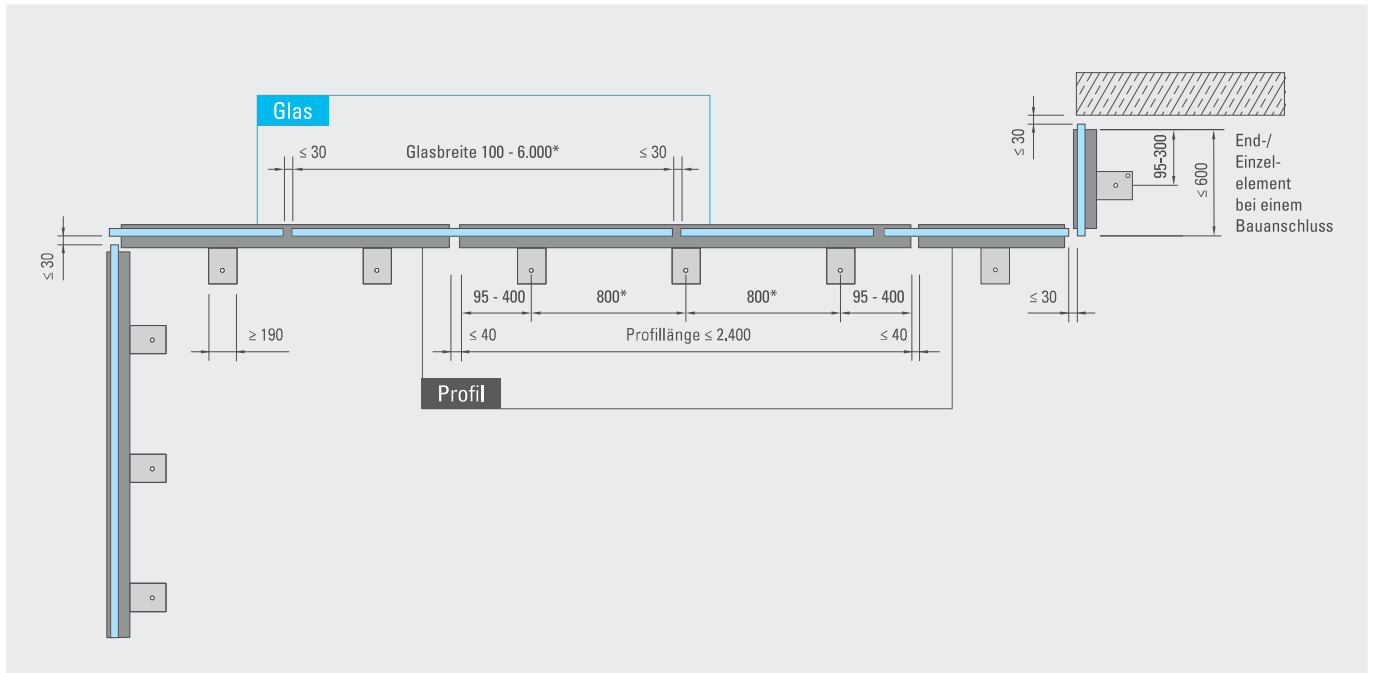 Glas
≤ 30
Glasbreite 100 - 6.000*
≤ 30
≤ 30
95-300
≤ 600
End-/
Einzel-
element
bei einem
Bauanschluss
≤ 30
95 - 400
800*
800*
95 - 400
≤ 30
≥ 190
≤ 40
Profillänge ≤ 2.400
≤ 40
Profil